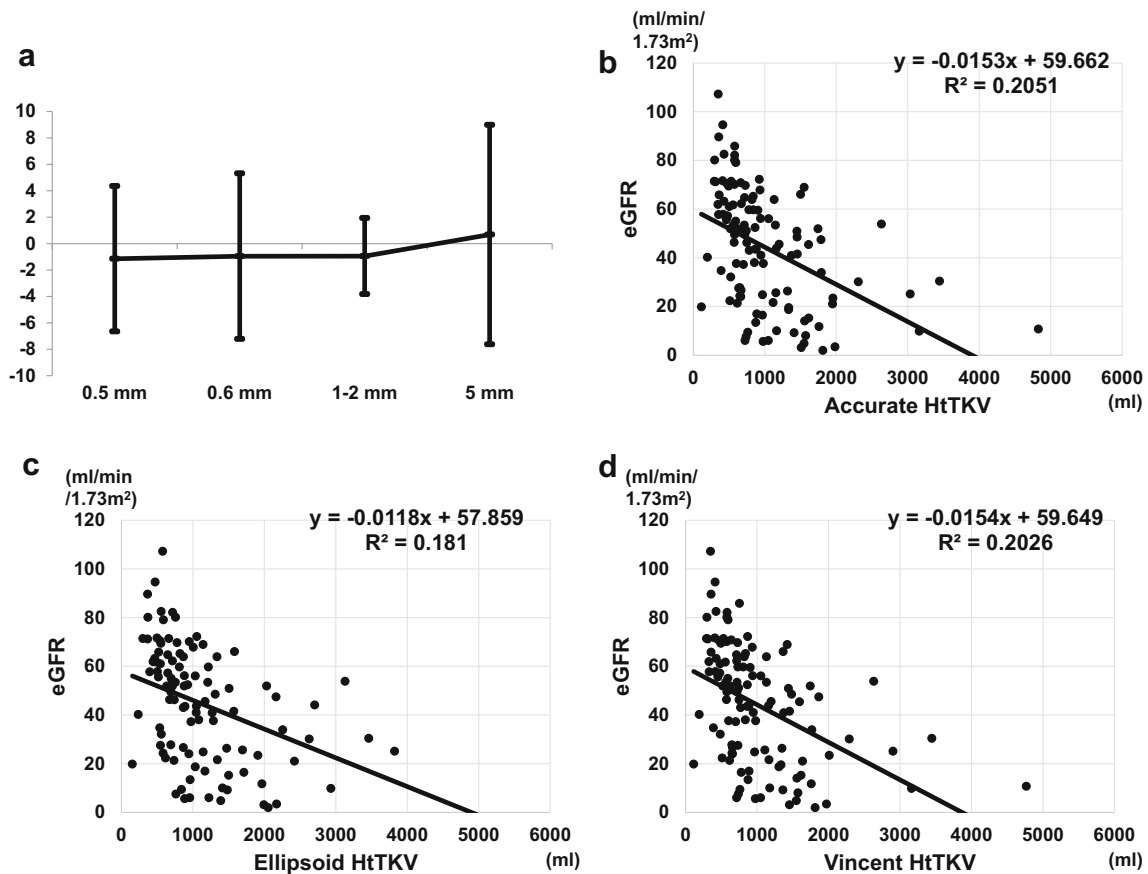 a
10
8
6
4
2
0
-2
-4
-6
-8
-10
0.5 mm
0.6 mm
1-2 mm
5 mm
b
(ml/min/
1.73m²)
y = -0.0153x + 59.662
R² = 0.2051
120
100
80
60
40
20
0
eGFR
0 1000 2000 3000 4000 5000 6000
Accurate HtTKV
(ml)
c
(ml/min
/1.73m²)
y = -0.0118x + 57.859
R² = 0.181
120
100
80
60
40
20
0
eGFR
0 1000 2000 3000 4000 5000 6000
Ellipsoid HtTKV
(ml)
d
(ml/min/
1.73m²)
y = -0.0154x + 59.649
R² = 0.2026
120
100
80
60
40
20
0
eGFR
0 1000 2000 3000 4000 5000 6000
Vincent HtTKV
(ml)